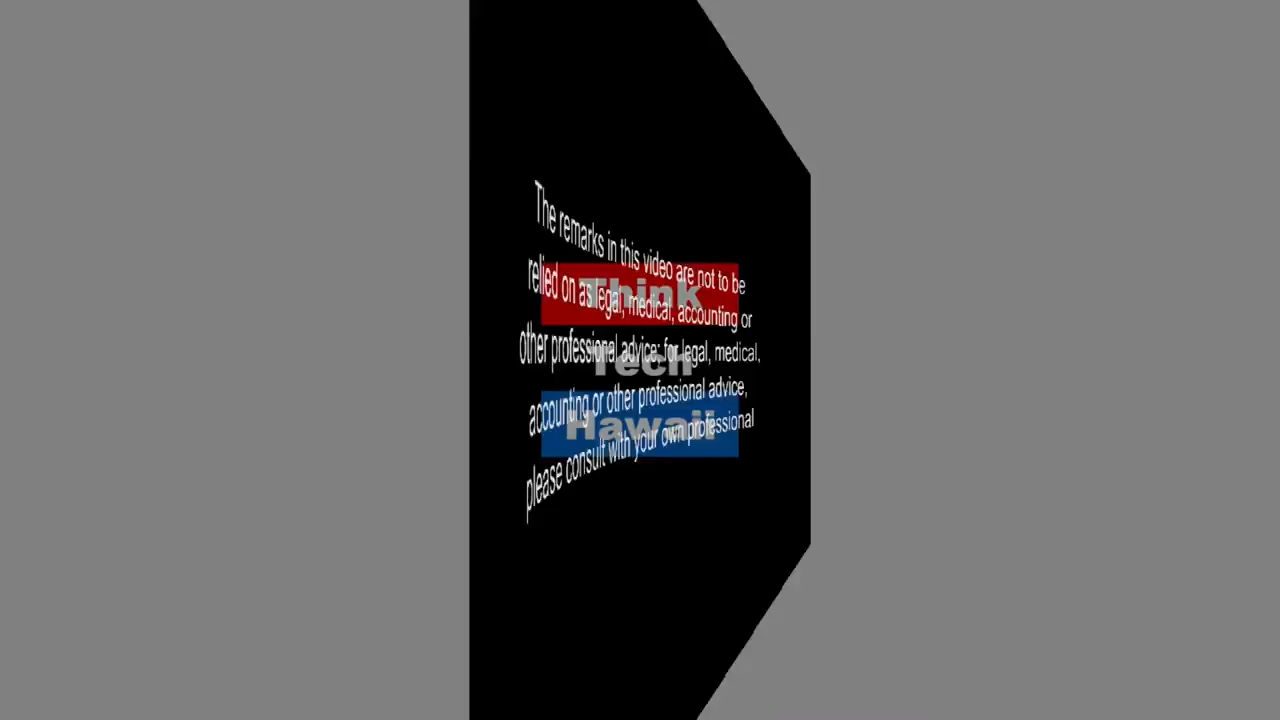 The remarks in this video are not to be
relied on as legal, medical, accounting or
other professional advice; for legal, medical,
accounting or other professional advice,
please consult with your own professional
Think
Tech
Hawaii